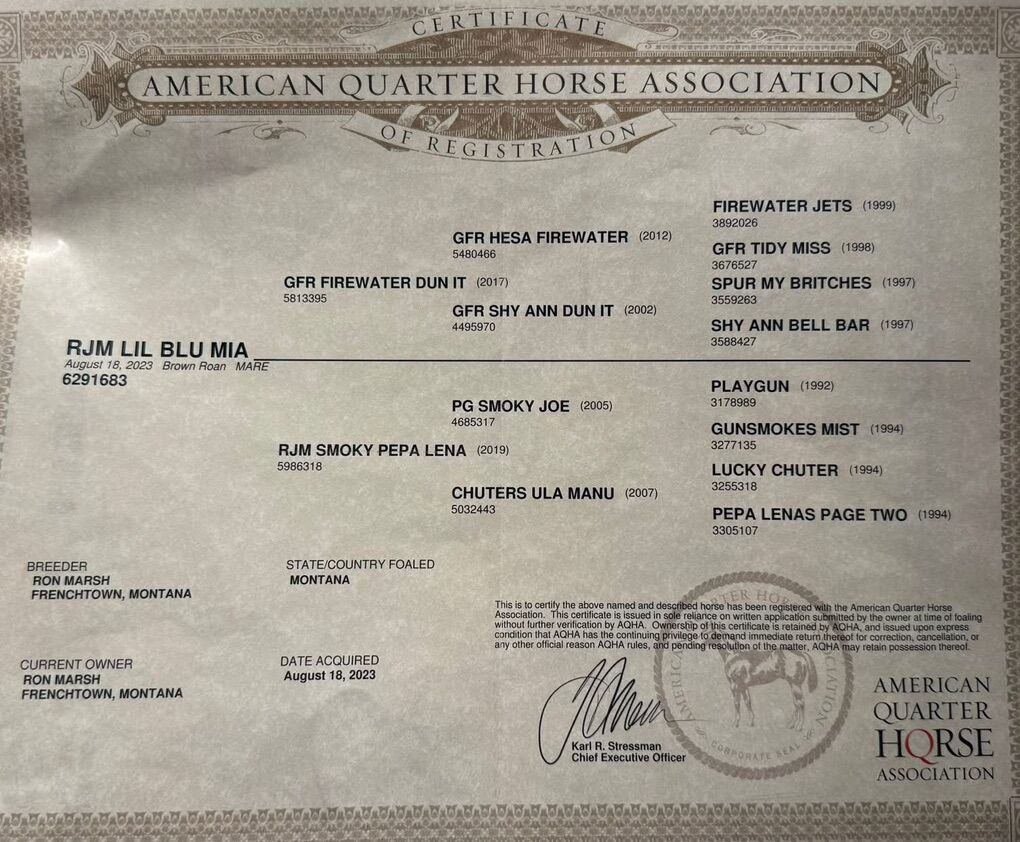 CERTIFICATE
AMERICAN QUARTER HORSE ASSOCIATION
OF REGISTRATION
FIREWATER JETS (1999)
3892026
GFR HESA FIREWATER (2012)
5480466
GFR TIDY MISS (1998)
3676527
GFR FIREWATER DUN IT (2017)
5813395
SPUR MY BRITCHES (1997)
3559263
GFR SHY ANN DUN IT (2002)
4495970
SHY ANN BELL BAR (1997)
3588427
RJM LIL BLU MIA
August 18, 2023 Brown Roan MARE
6291683
PLAYGUN (1992)
3178989
PG SMOKY JOE (2005)
4685317
GUNSMOKES MIST (1994)
3277135
RJM SMOKY PEPA LENA (2019)
5986318
LUCKY CHUTER (1994)
3255318
CHUTERS ULA MANU (2007)
5032443
PEPA LENAS PAGE TWO (1994)
3305107
BREEDER
RON MARSH
FRENCHTOWN, MONTANA
STATE/COUNTRY FOALED
MONTANA
CURRENT OWNER
RON MARSH
FRENCHTOWN, MONTANA
DATE ACQUIRED
August 18, 2023
This is to certify the above named and described horse has been registered with the American Quarter Horse
Association. This certificate is issued in sole reliance on written application submitted by the owner at time of foaling
without further verification by AQHA. Ownership of this certificate is retained by AQHA, and issued upon express
condition that AQHA has the continuing privilege to demand immediate return thereof for correction, cancellation, or
any other official reason AQHA rules, and pending resolution of the matter, AQHA may retain possession thereof.
Karl R. Stressman
Chief Executive Officer
CORPORATE SEAL
AMERICAN
QUARTER
HORSE
ASSOCIATION